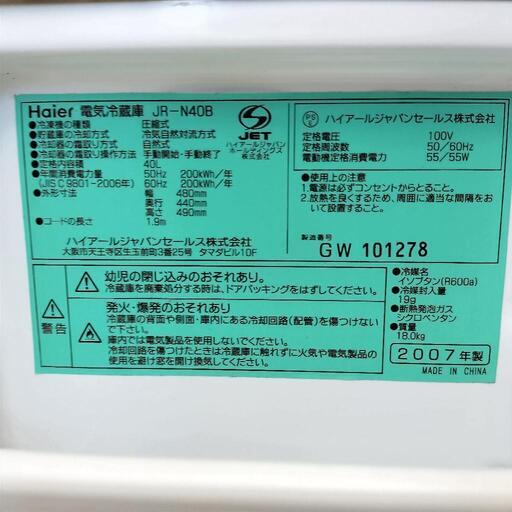 Haier 電気冷蔵庫 JR-N40B
●冷凍機の種類 圧縮式
●貯蔵庫の冷却方式 冷気自然対流方式
●冷却器の霜取り方式 自然式
●冷却器の霜取り操作方法 手動開始・手動終了
●定格内容積 40L
●年間消費電力量 50Hz 200kWh/年
(JIS C 9801-2006年) 60Hz 200kWh/年
●外形寸法 幅 480mm
奥行 440mm
高さ 490mm
●コードの長さ 1.9m
S
JET
ハイアールジャパン
ホールディングス
株式会社
ハイアールジャパンセールス株式会社
大阪市天王寺区生玉前町3番25号 タマダビル10F
PS
E
ハイアールジャパンセールス株式会社
定格電圧 100V
定格周波数 50/60Hz
電動機定格消費電力 55/55W
●使用上の注意
1.電源は必ずコンセントからとること。
2.放熱を良くするため、周囲に適当な間隔をお
いて設置すること。
製造番号
GW 101278
警告
幼児の閉じ込めのおそれあり。
冷蔵庫を廃棄処分する時は、ドアパッキングをはずしてください。
発火・爆発のおそれあり
冷蔵庫の背面や側面・庫内にある冷却回路(配管)を傷つけない
で下さい。
庫内では電気製品の使用をしないで下さい。
冷却回路を傷つけたときは冷蔵庫に触れずに火気や電気製品の
使用を避け窓を開け換気してください。
●冷媒名
イソブタン(R600a)
●冷媒封入量
19g
●断熱発泡ガス
シクロペンタン
●質量
18.0kg
2007年製
MADE IN CHINA